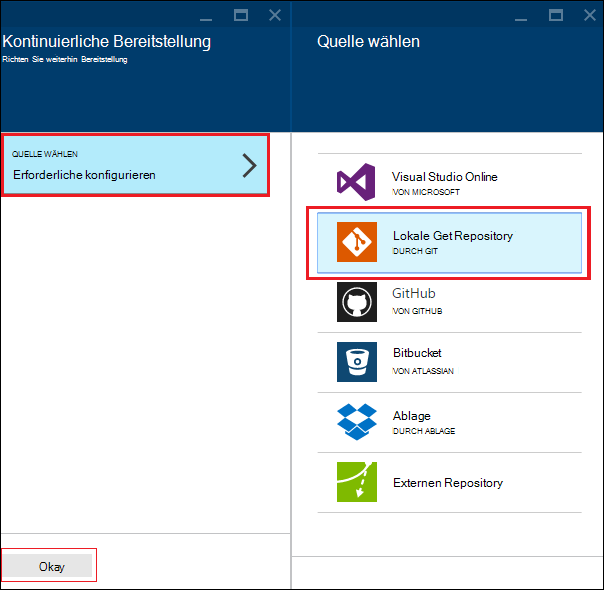 Kontinuierliche Bereitstellung
Richten Sie weiterhin Bereitstellung
QUELLE WÄHLEN
Erforderliche konfigurieren
Okay
Quelle wählen
Visual Studio Online
VON MICROSOFT
Lokale Get Repository
DURCH GIT
GitHub
VON GITHUB
Bitbucket
VON ATLASSIAN
Ablage
DURCH ABLAGE
Externen Repository